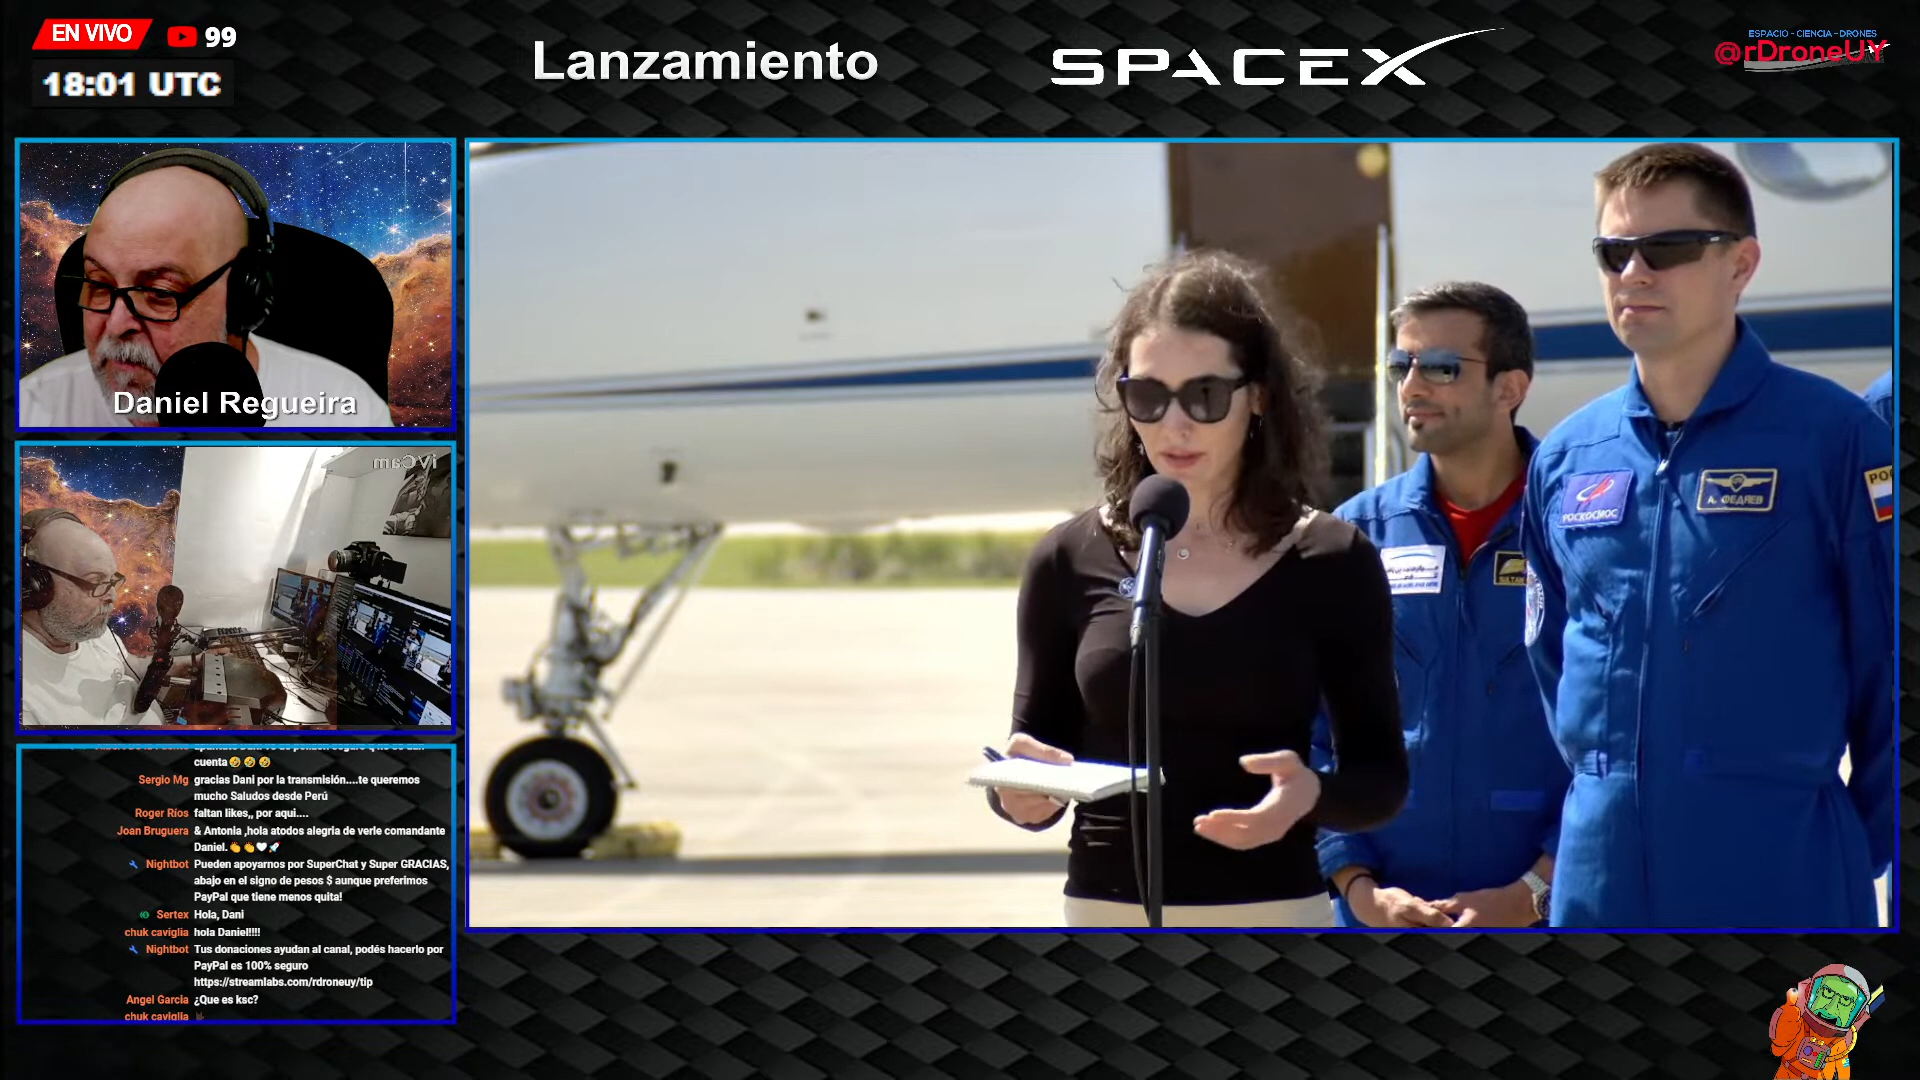 EN VIVO
99
18:01 UTC
Lanzamiento
SPACEX
ESPACIO - CIENCIA - DRONES
@rDroneUY
Daniel Regueira
iVCam
cuenta🤣 🤣 🤣
Sergio Mg gracias Dani por la transmisión....te queremos
mucho Saludos desde Perú
Roger Ríos faltan likes,, por aqui....
Joan Bruguera & Antonia ,hola atodos alegria de verle comandante
Daniel.👏 👏🤍🚀
Nightbot Pueden apoyarnos por SuperChat y Super GRACIAS,
abajo en el signo de pesos $ aunque preferimos
PayPal que tiene menos quita!
Sertex Hola, Dani
chuk caviglia hola Daniel!!!!
Nightbot Tus donaciones ayudan al canal, podés hacerlo por
PayPal es 100% seguro
https://streamlabs.com/rdroneuy/tip
Angel Garcia ¿Que es ksc?
chuk caviglia
РОСКОСМОС
А. ФЕДЯЕВ
SULTAN
РО